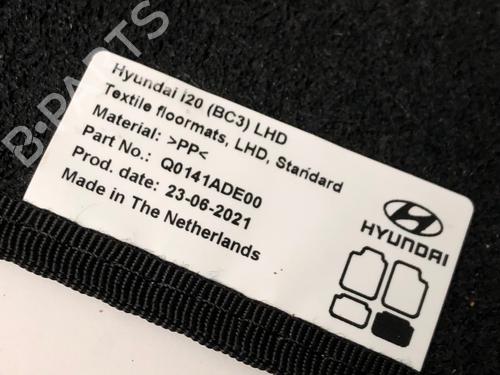 B-PARTS
Hyundai i20 (BC3) LHD
Textile floormats, LHD, Standard
Material: >PP<
Part No.: Q0141ADE00
Prod. date: 23-06-2021
Made in The Netherlands
HYUNDAI